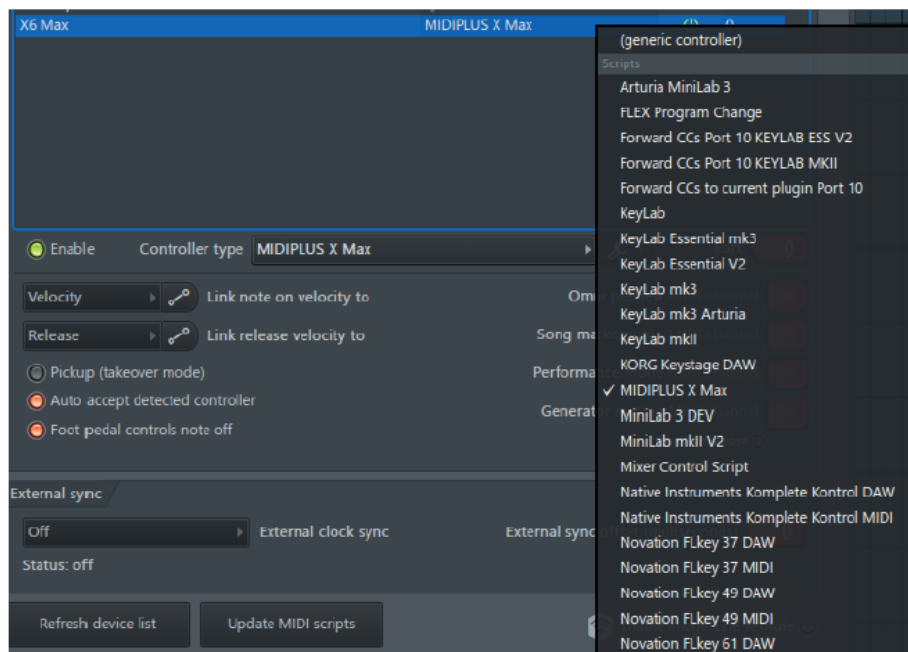 X6 Max MIDIPLUS X Max 0
(generic controller)
Scripts
Arturia MiniLab 3
FLEX Program Change
Forward CCs Port 10 KEYLAB ESS V2
Forward CCs Port 10 KEYLAB MKII
Forward CCs to current plugin Port 10
KeyLab
KeyLab Essential mk3
KeyLab Essential V2
KeyLab mk3
KeyLab mk3 Arturia
KeyLab mkII
KORG Keystage DAW
MIDIPLUS X Max
MiniLab 3 DEV
MiniLab mkII V2
Mixer Control Script
Native Instruments Komplete Kontrol DAW
Native Instruments Komplete Kontrol MIDI
Novation FLkey 37 DAW
Novation FLkey 37 MIDI
Novation FLkey 49 DAW
Novation FLkey 49 MIDI
Novation FLkey 61 DAW
Enable Controller type MIDIPLUS X Max
Velocity Link note on velocity to
Release Link release velocity to
Song
Pickup (takeover mode)
Auto accept detected controller
Foot pedal controls note off
External sync
Off External clock sync External sync
Status: off
Refresh device list Update MIDI scripts